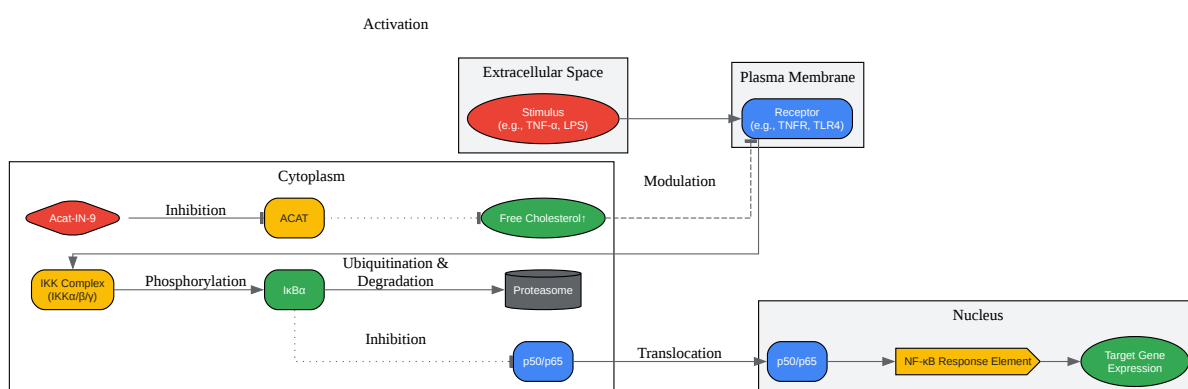 Activation
Extracellular Space
Plasma Membrane
Stimulus
(e.g., TNF-α, LPS)
Receptor
(e.g., TNFR, TLR4)
Cytoplasm
Modulation
Acat-IN-9
Inhibition
ACAT
Free Cholesterol↑
IKK Complex
(IKKα/β/γ)
Phosphorylation
IκBα
Ubiquitination &
Degradation
Proteasome
Inhibition
p50/p65
Translocation
Nucleus
p50/p65
NF-κB Response Element
Target Gene
Expression